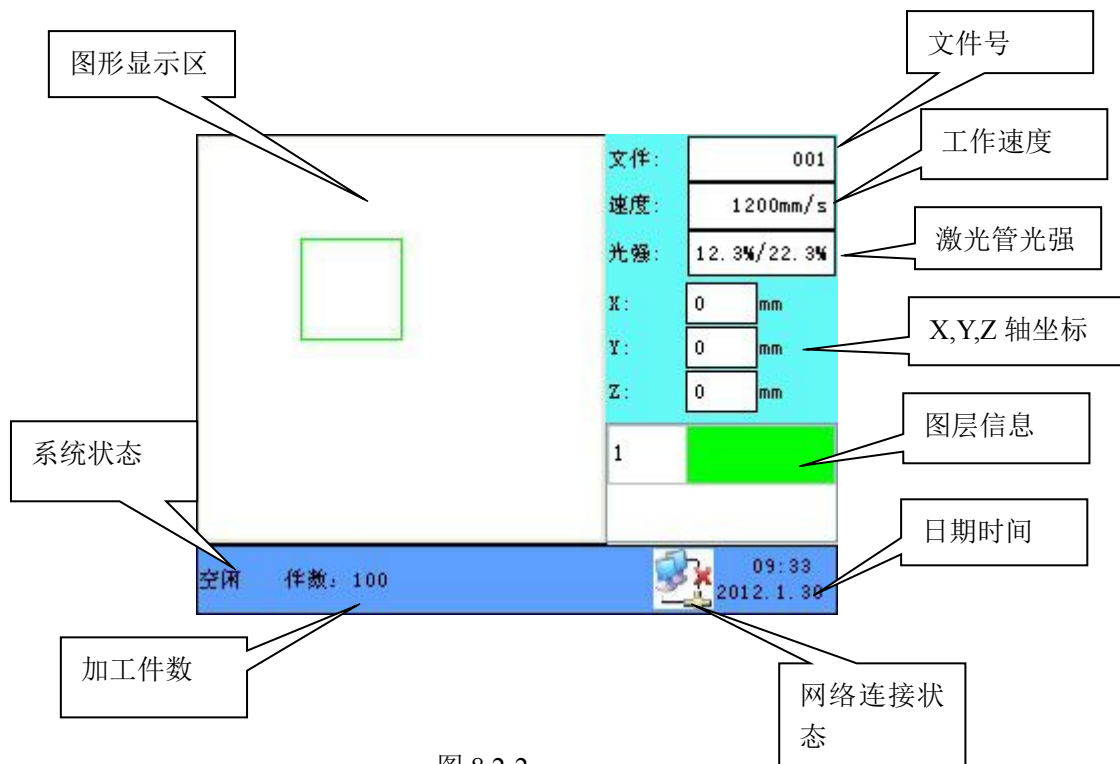 文件号
图形显示区
工作速度
文件: 001
速度: 1200mm/s
激光管光强
光强: 12.3%/22.3%
X: 0 mm
X,Y,Z 轴坐标
Y: 0 mm
Z: 0 mm
图层信息
系统状态
1
日期时间
空闲 件数: 100
09:33
2012.1.30
加工件数
网络连接状
态
图 8.2-2